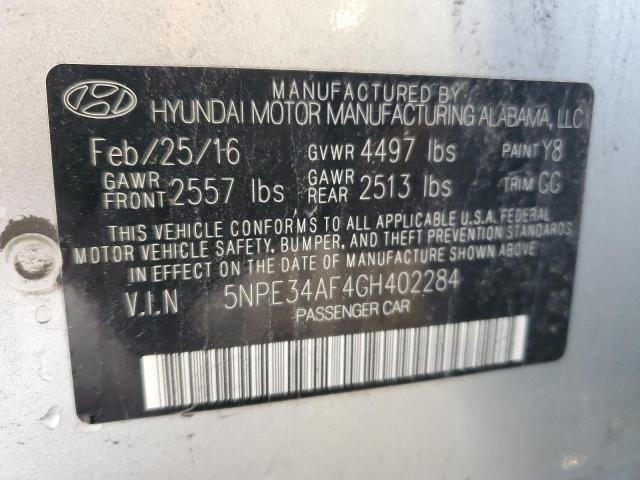 MANUFACTURED BY
HYUNDAI MOTOR MANUFACTURING ALABAMA, LLC
Feb/25/16 GVWR 4497 lbs PAINT Y8
GAWR FRONT 2557 lbs GAWR REAR 2513 lbs TRIM GG
THIS VEHICLE CONFORMS TO ALL APPLICABLE U.S.A. FEDERAL
MOTOR VEHICLE SAFETY, BUMPER, AND THEFT PREVENTION STANDARDS
IN EFFECT ON THE DATE OF MANUFACTURE SHOWN ABOVE.
V.I.N 5NPE34AF4GH402284
PASSENGER CAR